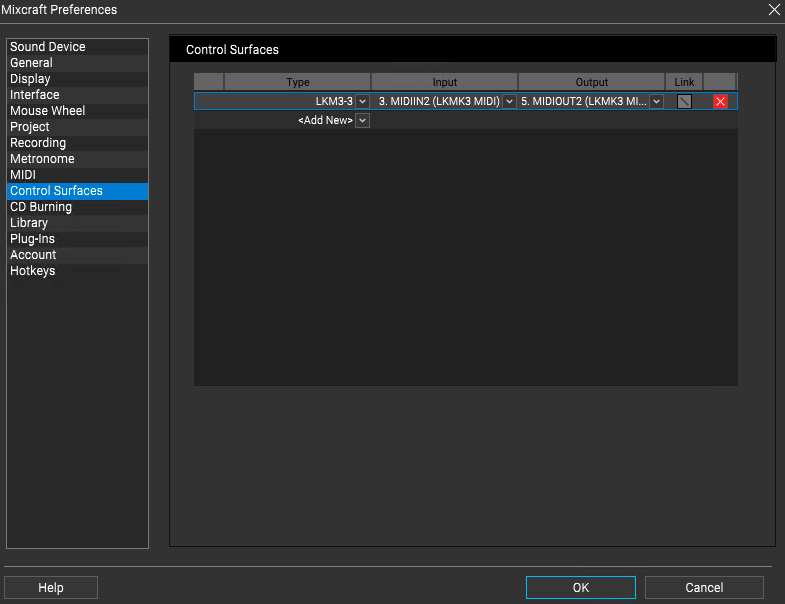 Mixcraft Preferences
Sound Device
General
Display
Interface
Mouse Wheel
Project
Recording
Metronome
MIDI
Control Surfaces
CD Burning
Library
Plug-Ins
Account
Hotkeys
Control Surfaces
Type Input Output Link
LKM3-3 3. MIDIIN2 (LKMK3 MIDI) 5. MIDIOUT2 (LKMK3 MI...
<Add New>
Help OK Cancel